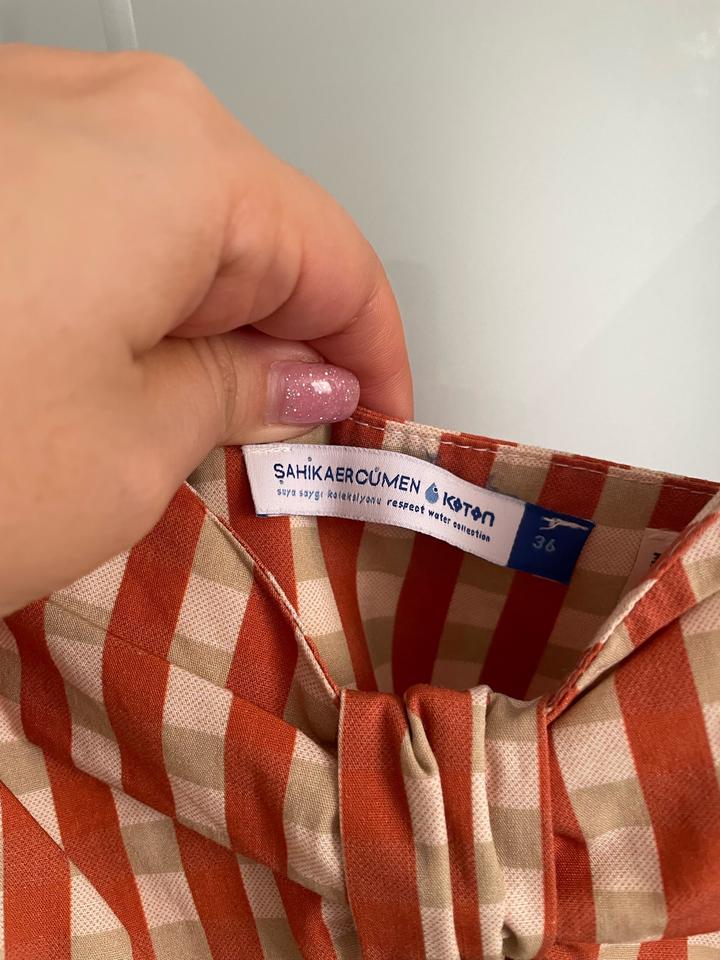 ŞAHİKAERCÜMEN KOTON
suya saygı koleksiyonu respect water collection
36